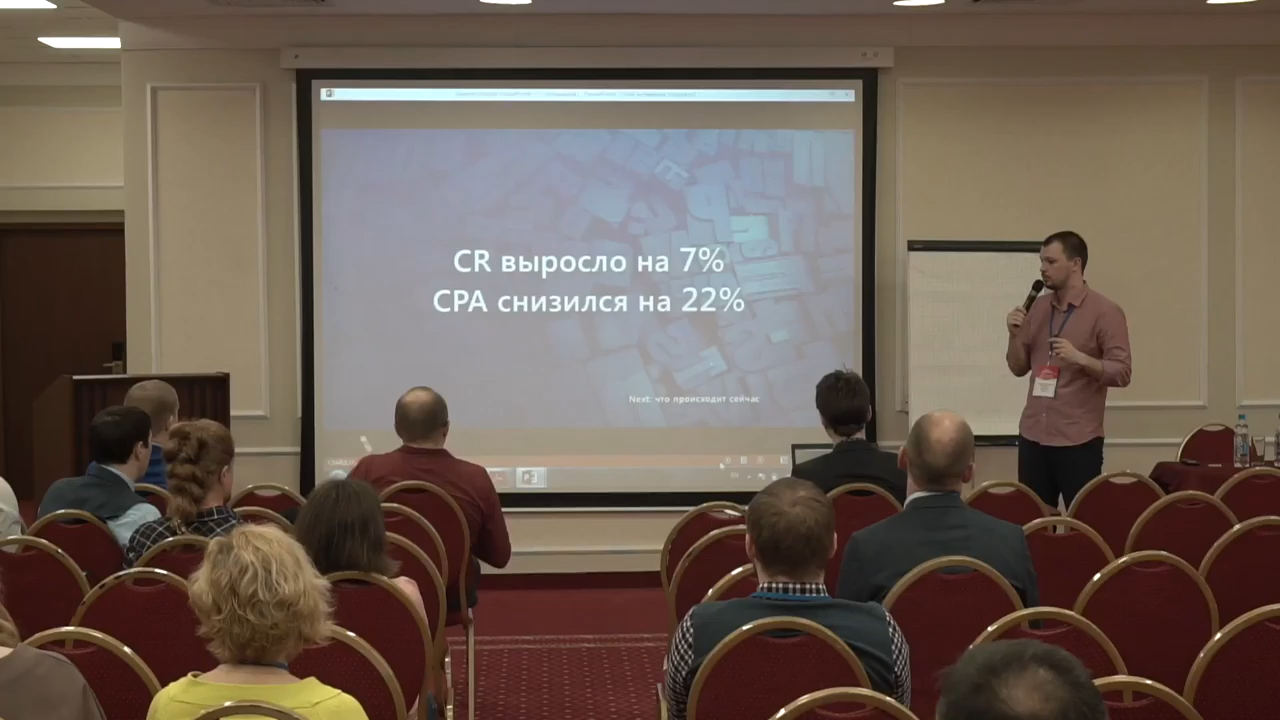 CR выросло на 7%
CPA снизился на 22%
Next: что происходит сейчас